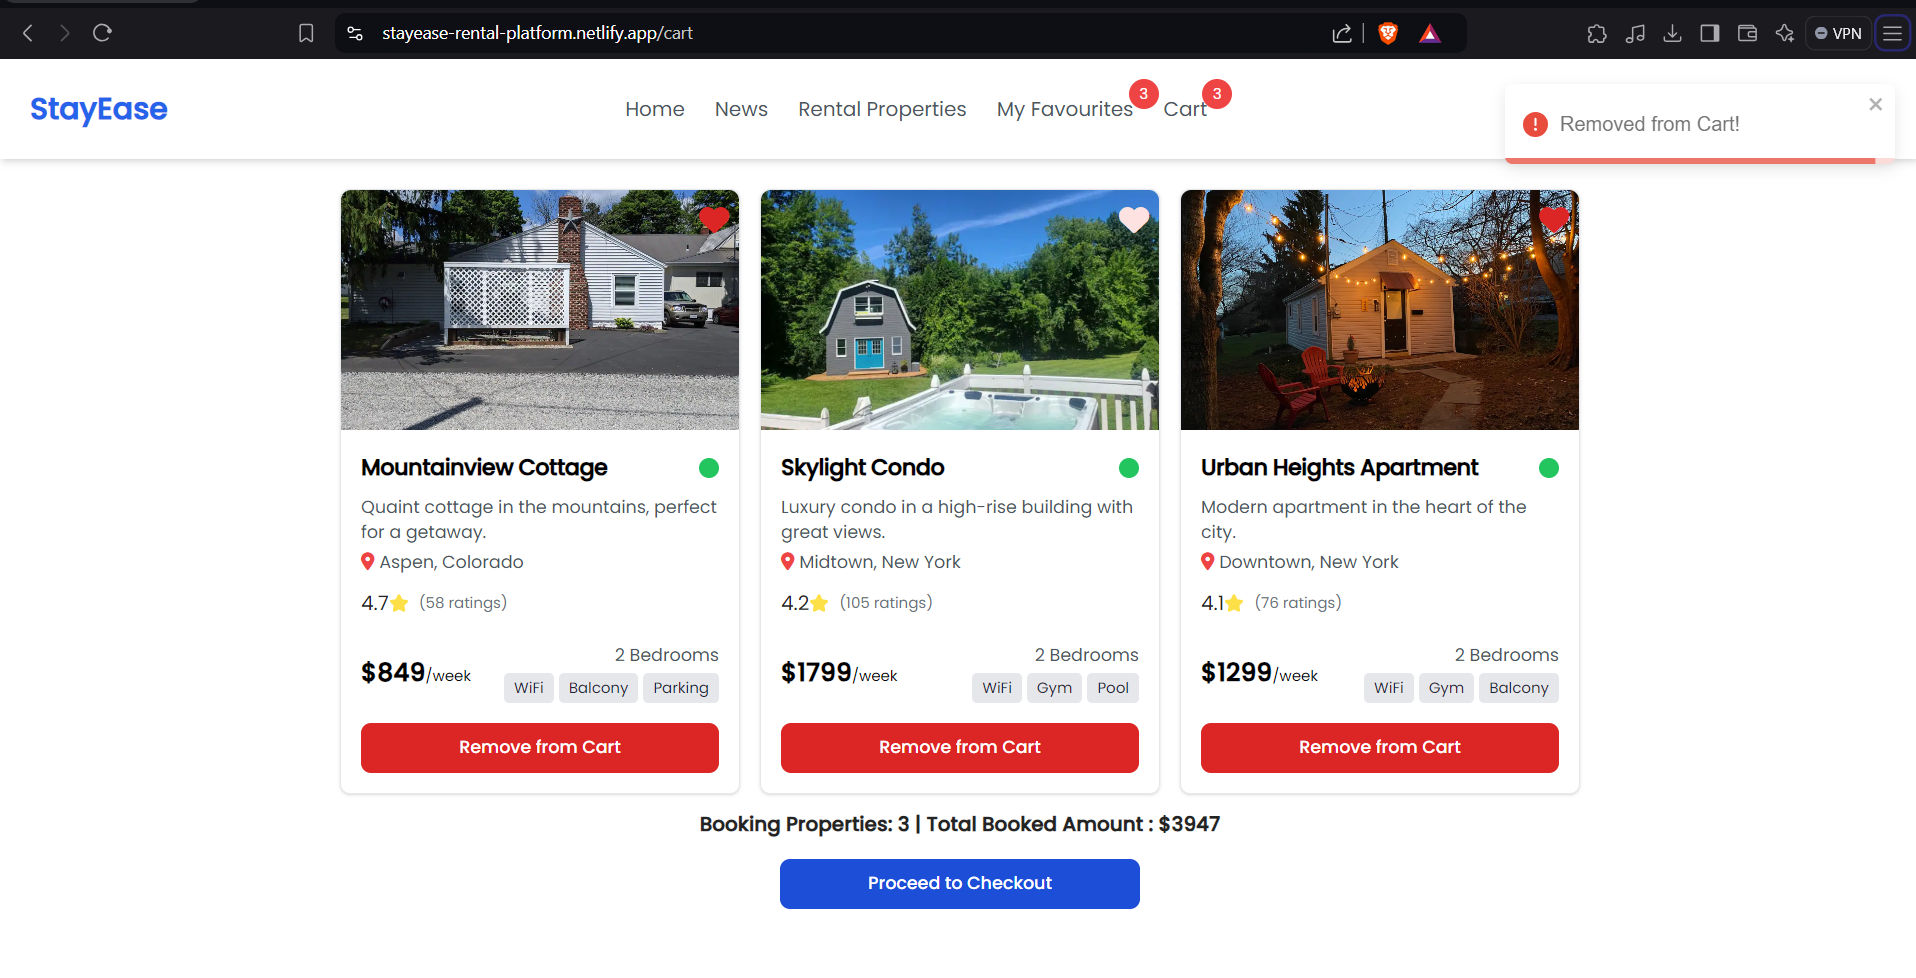 stayease-rental-platform.netlify.app/cart
VPN
StayEase
Home
News
Rental Properties
My Favourites
3
Cart
3
Removed from Cart!
Mountainview Cottage
Quaint cottage in the mountains, perfect
for a getaway.
Aspen, Colorado
4.7 (58 ratings)
2 Bedrooms
$849/week
WiFi
Balcony
Parking
Remove from Cart
Skylight Condo
Luxury condo in a high-rise building with
great views.
Midtown, New York
4.2 (105 ratings)
2 Bedrooms
$1799/week
WiFi
Gym
Pool
Remove from Cart
Urban Heights Apartment
Modern apartment in the heart of the
city.
Downtown, New York
4.1 (76 ratings)
2 Bedrooms
$1299/week
WiFi
Gym
Balcony
Remove from Cart
Booking Properties: 3 | Total Booked Amount : $3947
Proceed to Checkout